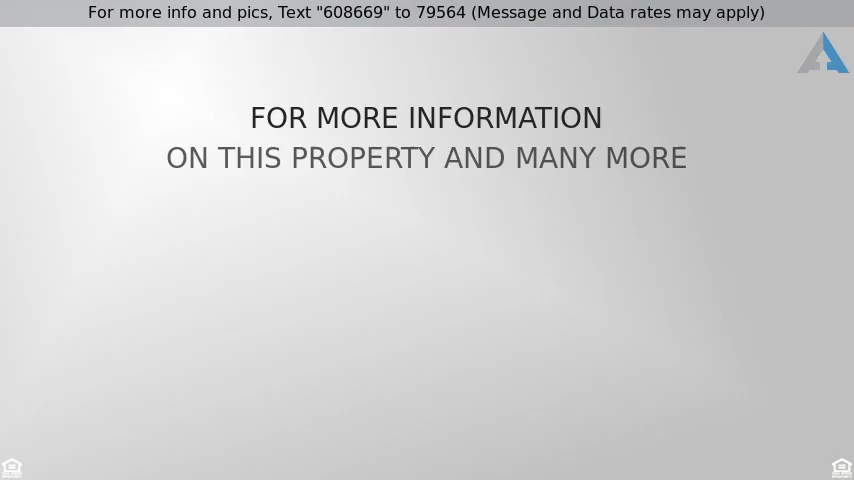 For more info and pics, Text "608669" to 79564 (Message and Data rates may apply)
FOR MORE INFORMATION
ON THIS PROPERTY AND MANY MORE